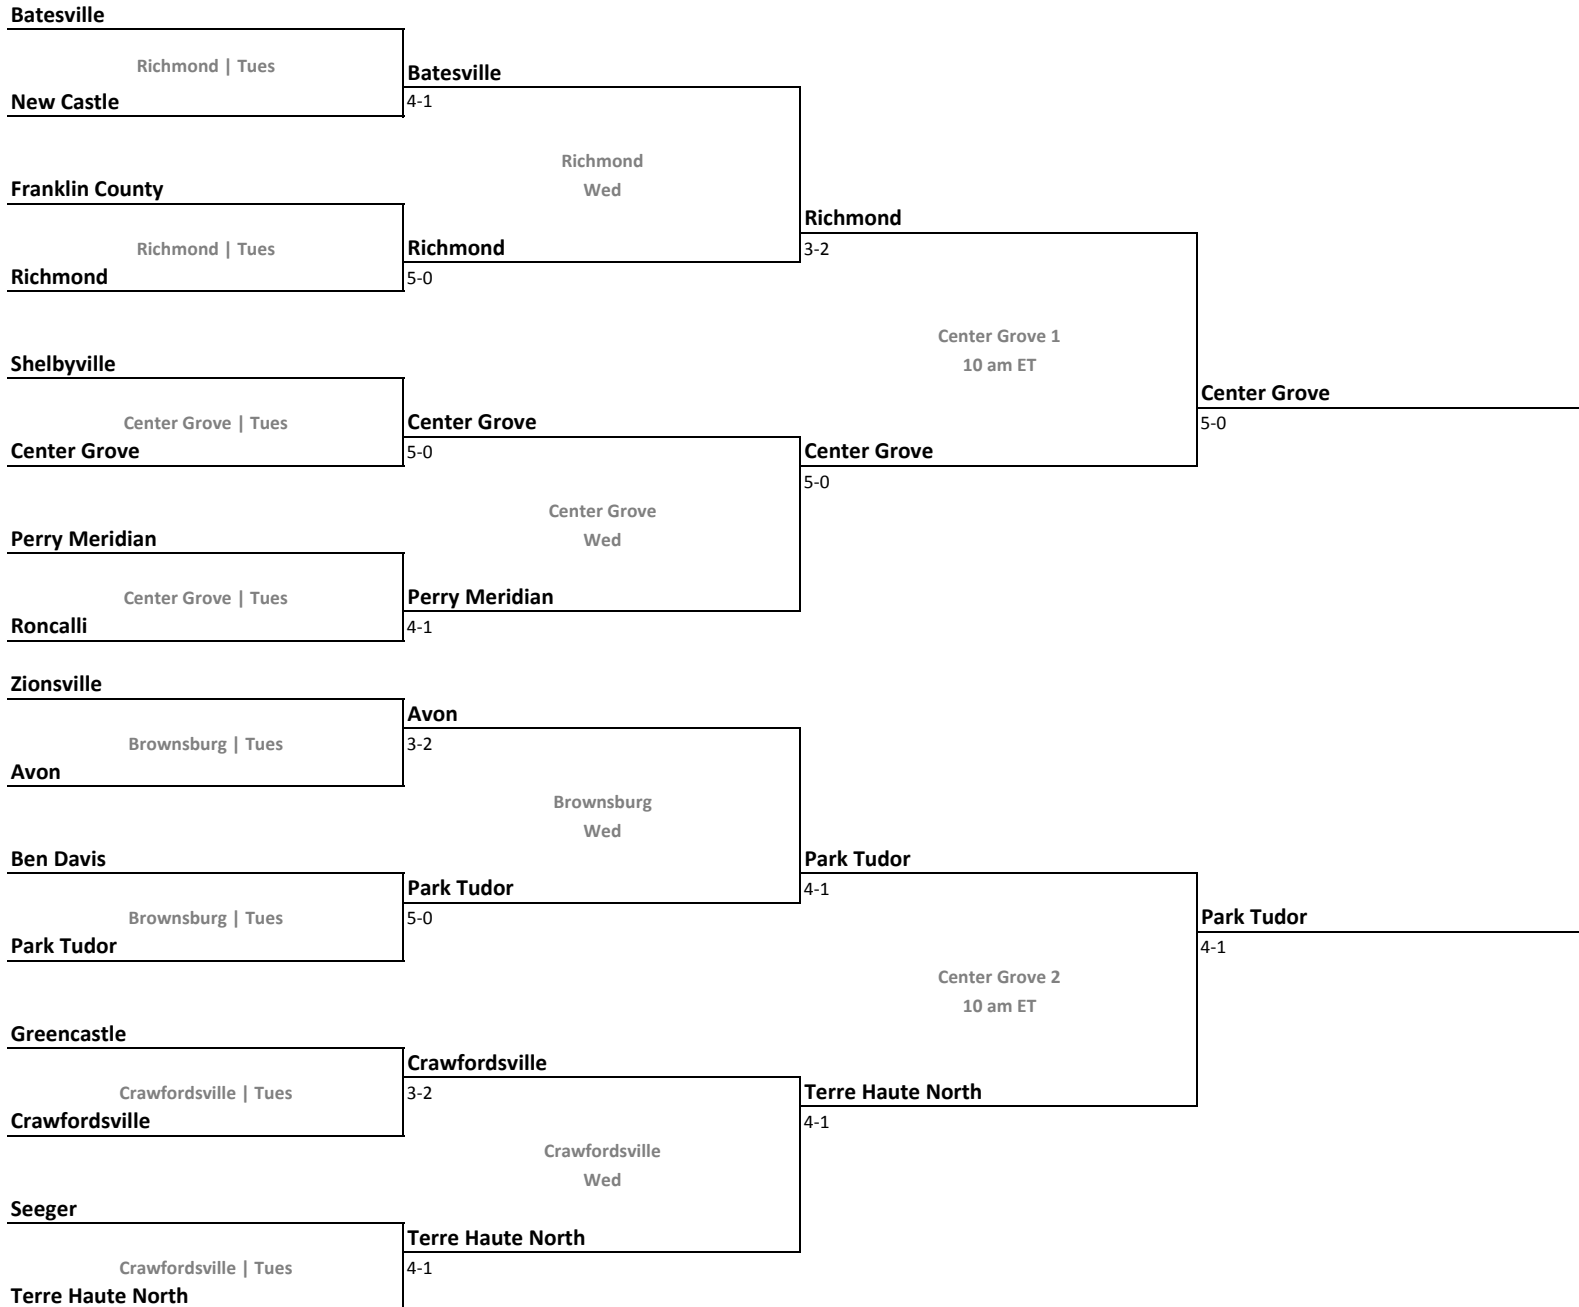 Batesville
Richmond | Tues
Batesville
New Castle
4-1
Richmond
Franklin County
Wed
Richmond
Richmond | Tues
Richmond
3-2
Richmond
5-0
Center Grove 1
Shelbyville
10 am ET
Center Grove
Center Grove | Tues
Center Grove
5-0
Center Grove
5-0
Center Grove
5-0
Center Grove
Perry Meridian
Wed
Center Grove | Tues
Perry Meridian
Roncalli
4-1
Zionsville
Avon
Brownsburg | Tues
3-2
Avon
Brownsburg
Wed
Ben Davis
Park Tudor
Park Tudor
4-1
Brownsburg | Tues
5-0
Park Tudor
Park Tudor
4-1
Center Grove 2
10 am ET
Greencastle
Crawfordsville
Crawfordsville | Tues
3-2
Terre Haute North
Crawfordsville
4-1
Crawfordsville
Wed
Seeger
Terre Haute North
Crawfordsville | Tues
4-1
Terre Haute North